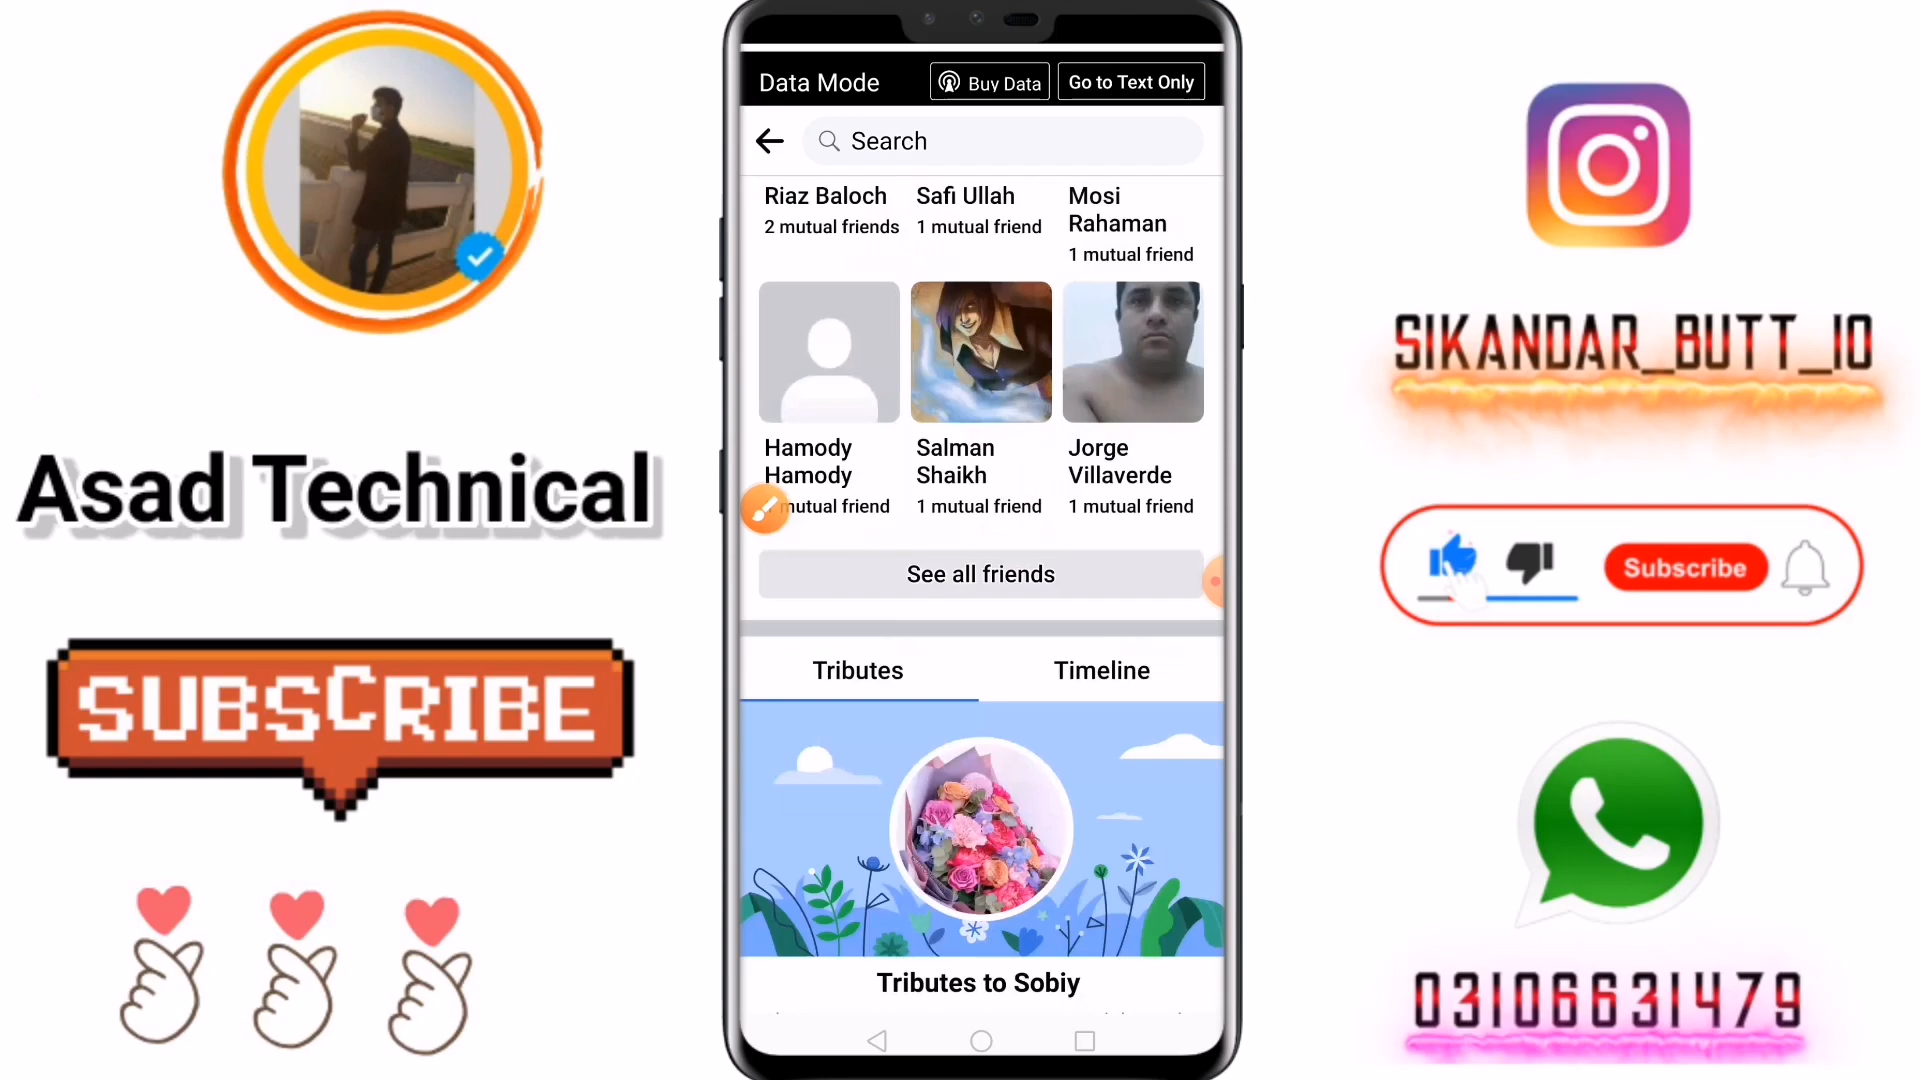 Data Mode
Buy Data
Go to Text Only
Search
Riaz Baloch
2 mutual friends
Safi Ullah
1 mutual friend
Mosi
Rahaman
1 mutual friend
Hamody
Hamody
mutual friend
Salman
Shaikh
1 mutual friend
Jorge
Villaverde
1 mutual friend
See all friends
Tributes
Timeline
Tributes to Sobiy
Asad Technical
SUBSCRIBE
SIKANDAR_BUTT_10
Subscribe
03106631479